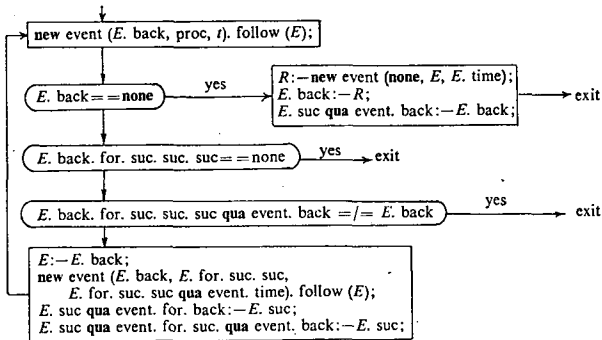 new event (E. back, proc, t). follow (E);
E. back==none
yes
R:—new event (none, E, E. time);
E. back:—R;
E. suc qua event. back:—E. back;
exit
E. back. for. suc. suc. suc==none
yes
exit
E. back. for. suc. suc. suc qua event. back =/= E. back
yes
exit
E:—E. back;
new event (E. back, E. for. suc. suc,
E. for. suc. suc qua event. time). follow (E);
E. suc qua event. for. back:—E. suc;
E. suc qua event. for. suc. qua event. back:—E. suc;